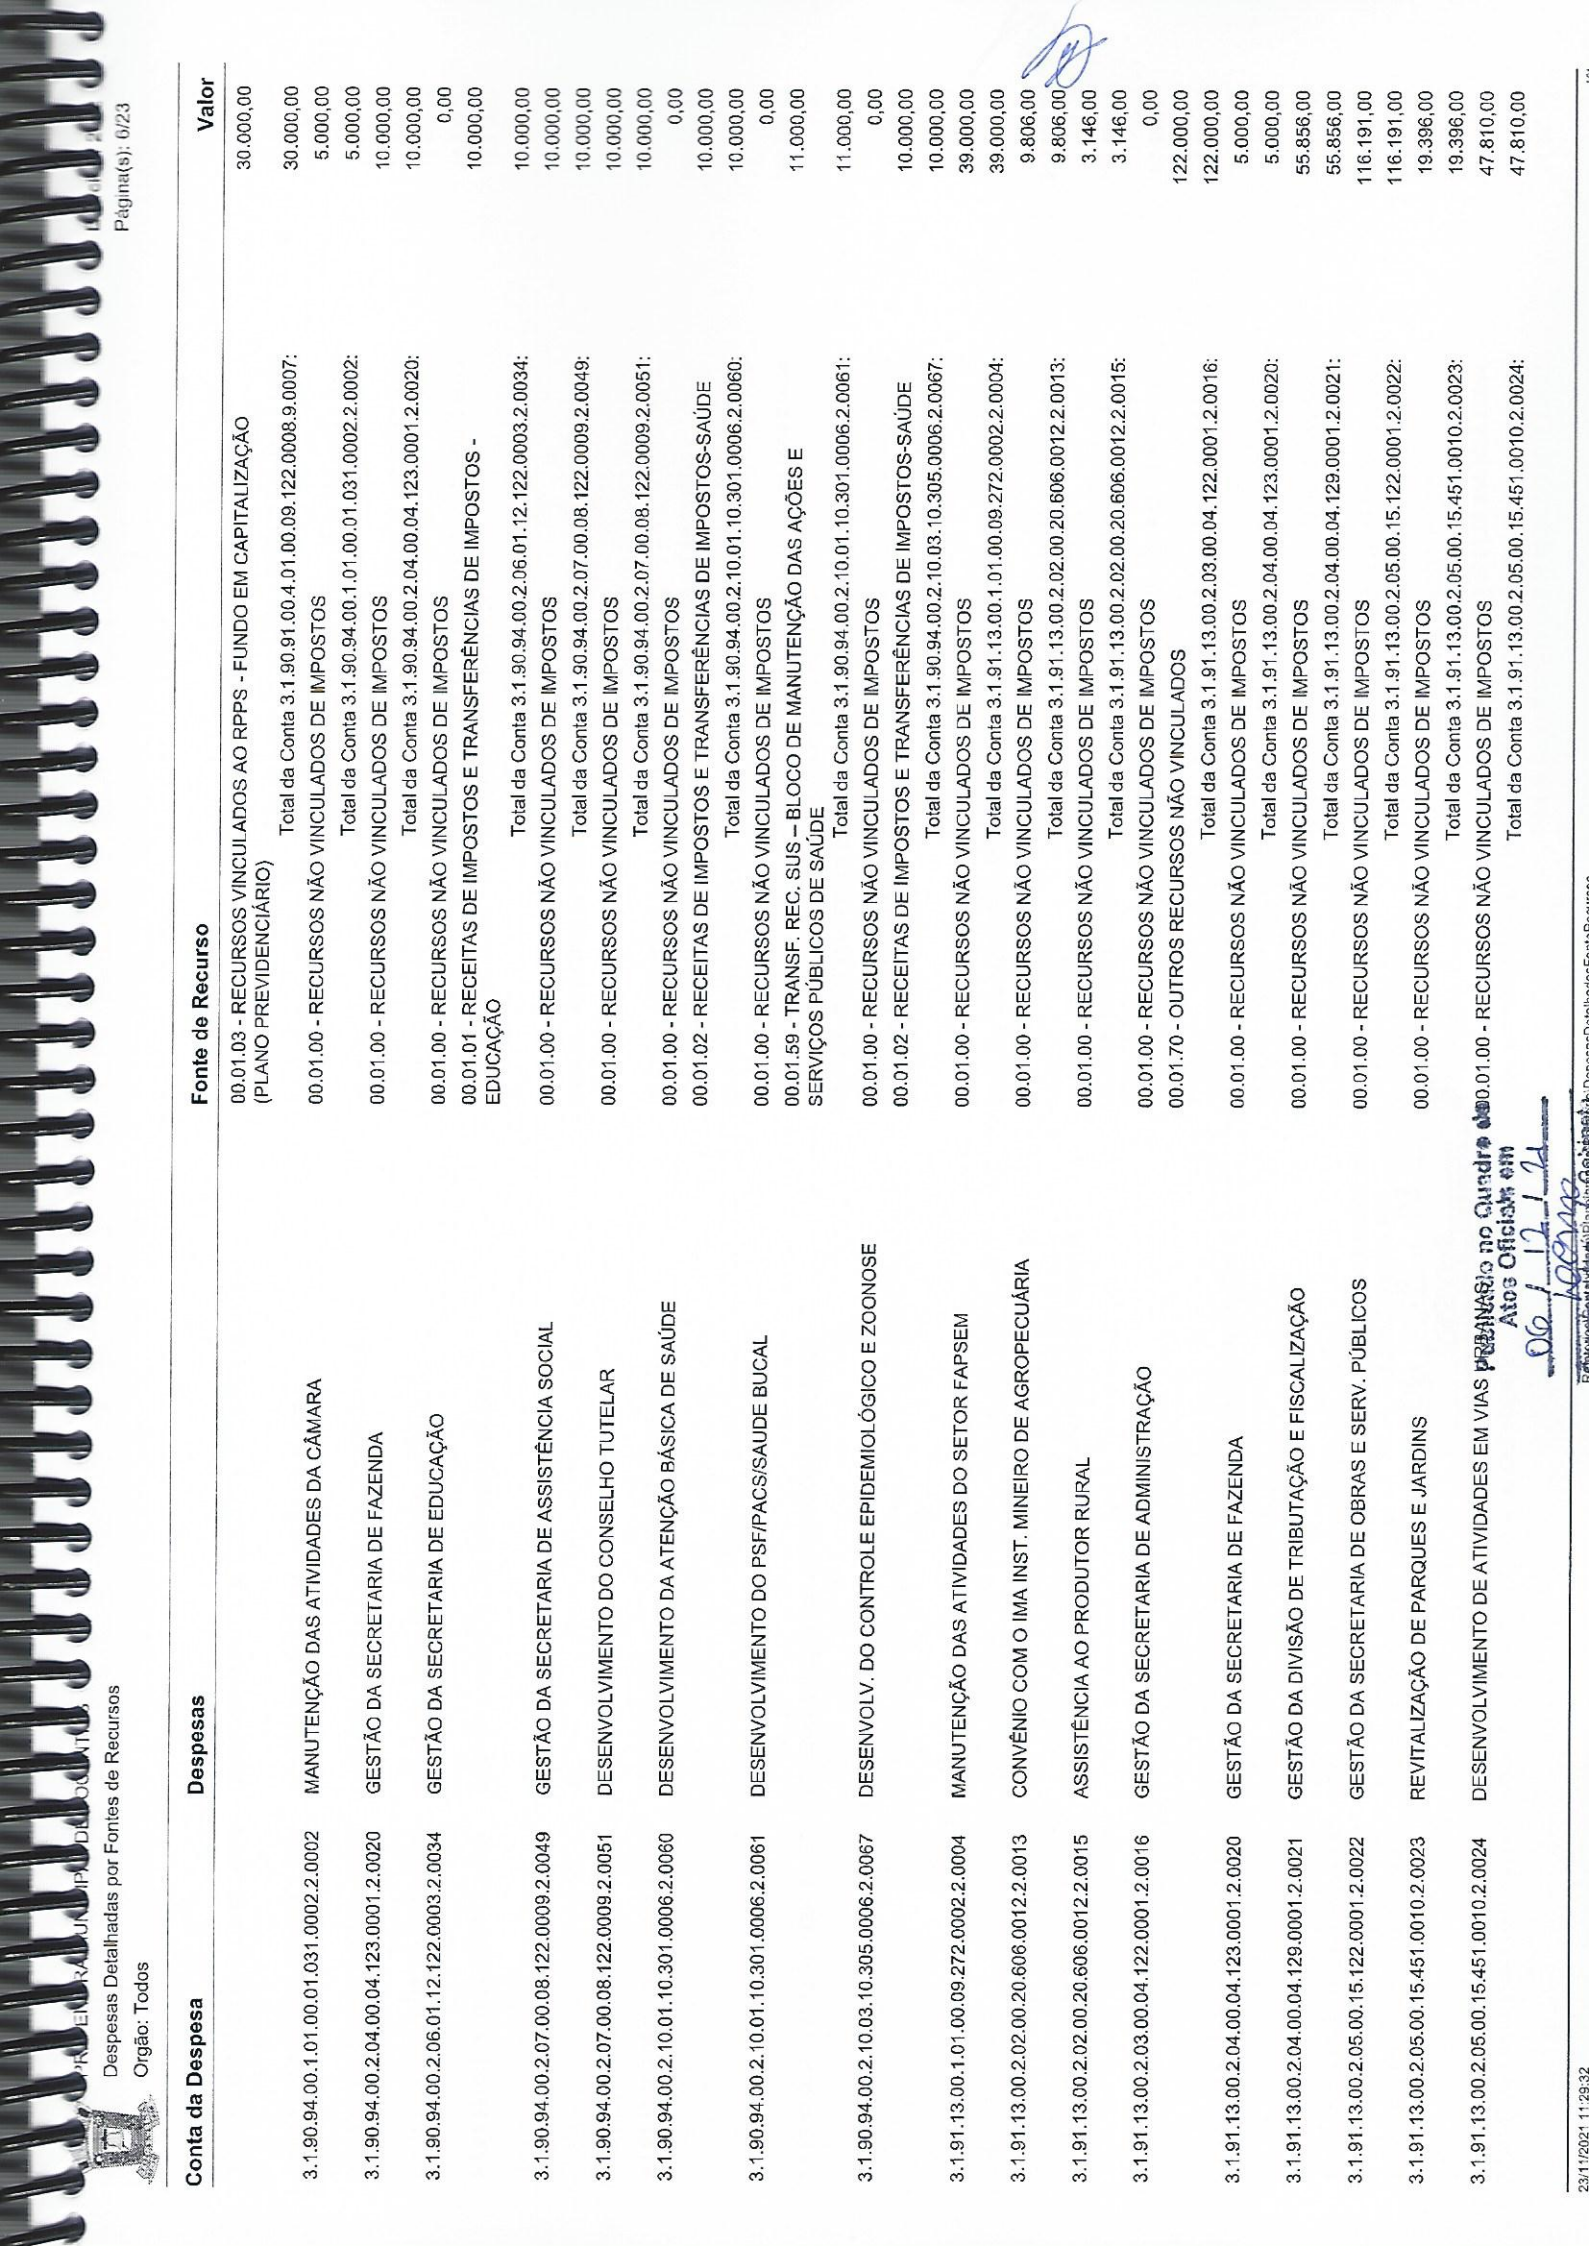 Página(s): 6/23
Despesas Detalhadas por Fontes de Recursos
Orgão: Todos
Conta da Despesa Despesas Fonte de Recurso Valor
00.01.03 - RECURSOS VINCULADOS AO RPPS - FUNDO EM CAPITALIZAÇÃO 30.000,00
(PLANO PREVIDENCIÁRIO)
Total da Conta 3.1.90.91.00.4.01.00.09.122.0008.9.0007: 30.000,00
3.1.90.94.00.1.01.00.01.031.0002.2.0002 MANUTENÇÃO DAS ATIVIDADES DA CÂMARA 00.01.00 - RECURSOS NÃO VINCULADOS DE IMPOSTOS 5.000,00
Total da Conta 3.1.90.94.00.1.01.00.01.031.0002.2.0002: 5.000,00
3.1.90.94.00.2.04.00.04.123.0001.2.0020 GESTÃO DA SECRETARIA DE FAZENDA 00.01.00 - RECURSOS NÃO VINCULADOS DE IMPOSTOS 10.000,00
Total da Conta 3.1.90.94.00.2.04.00.04.123.0001.2.0020: 10.000,00
3.1.90.94.00.2.06.01.12.122.0003.2.0034 GESTÃO DA SECRETARIA DE EDUCAÇÃO 00.01.00 - RECURSOS NÃO VINCULADOS DE IMPOSTOS 0,00
00.01.01 - RECEITAS DE IMPOSTOS E TRANSFERÊNCIAS DE IMPOSTOS - 10.000,00
EDUCAÇÃO
Total da Conta 3.1.90.94.00.2.06.01.12.122.0003.2.0034: 10.000,00
3.1.90.94.00.2.07.00.08.122.0009.2.0049 GESTÃO DA SECRETARIA DE ASSISTÊNCIA SOCIAL 00.01.00 - RECURSOS NÃO VINCULADOS DE IMPOSTOS 10.000,00
Total da Conta 3.1.90.94.00.2.07.00.08.122.0009.2.0049: 10.000,00
3.1.90.94.00.2.07.00.08.122.0009.2.0051 DESENVOLVIMENTO DO CONSELHO TUTELAR 00.01.00 - RECURSOS NÃO VINCULADOS DE IMPOSTOS 10.000,00
Total da Conta 3.1.90.94.00.2.07.00.08.122.0009.2.0051: 10.000,00
3.1.90.94.00.2.10.01.10.301.0006.2.0060 DESENVOLVIMENTO DA ATENÇÃO BÁSICA DE SAÚDE 00.01.00 - RECURSOS NÃO VINCULADOS DE IMPOSTOS 0,00
00.01.02 - RECEITAS DE IMPOSTOS E TRANSFERÊNCIAS DE IMPOSTOS-SAÚDE 10.000,00
Total da Conta 3.1.90.94.00.2.10.01.10.301.0006.2.0060: 10.000,00
3.1.90.94.00.2.10.01.10.301.0006.2.0061 DESENVOLVIMENTO DO PSF/PACS/SAUDE BUCAL 00.01.00 - RECURSOS NÃO VINCULADOS DE IMPOSTOS 0,00
00.01.59 - TRANSF. REC. SUS – BLOCO DE MANUTENÇÃO DAS AÇÕES E 11.000,00
SERVIÇOS PÚBLICOS DE SAÚDE
Total da Conta 3.1.90.94.00.2.10.01.10.301.0006.2.0061: 11.000,00
3.1.90.94.00.2.10.03.10.305.0006.2.0067 DESENVOLV. DO CONTROLE EPIDEMIOLÓGICO E ZOONOSE 00.01.00 - RECURSOS NÃO VINCULADOS DE IMPOSTOS 0,00
00.01.02 - RECEITAS DE IMPOSTOS E TRANSFERÊNCIAS DE IMPOSTOS-SAÚDE 10.000,00
Total da Conta 3.1.90.94.00.2.10.03.10.305.0006.2.0067: 10.000,00
3.1.91.13.00.1.01.00.09.272.0002.2.0004 MANUTENÇÃO DAS ATIVIDADES DO SETOR FAPSEM 00.01.00 - RECURSOS NÃO VINCULADOS DE IMPOSTOS 39.000,00
Total da Conta 3.1.91.13.00.1.01.00.09.272.0002.2.0004: 39.000,00
3.1.91.13.00.2.02.00.20.606.0012.2.0013 CONVÊNIO COM O IMA INST. MINEIRO DE AGROPECUÁRIA 00.01.00 - RECURSOS NÃO VINCULADOS DE IMPOSTOS 9.806,00
Total da Conta 3.1.91.13.00.2.02.00.20.606.0012.2.0013: 9.806,00
3.1.91.13.00.2.02.00.20.606.0012.2.0015 ASSISTÊNCIA AO PRODUTOR RURAL 00.01.00 - RECURSOS NÃO VINCULADOS DE IMPOSTOS 3.146,00
Total da Conta 3.1.91.13.00.2.02.00.20.606.0012.2.0015: 3.146,00
3.1.91.13.00.2.03.00.04.122.0001.2.0016 GESTÃO DA SECRETARIA DE ADMINISTRAÇÃO 00.01.00 - RECURSOS NÃO VINCULADOS DE IMPOSTOS 0,00
00.01.70 - OUTROS RECURSOS NÃO VINCULADOS 122.000,00
Total da Conta 3.1.91.13.00.2.03.00.04.122.0001.2.0016: 122.000,00
3.1.91.13.00.2.04.00.04.123.0001.2.0020 GESTÃO DA SECRETARIA DE FAZENDA 00.01.00 - RECURSOS NÃO VINCULADOS DE IMPOSTOS 5.000,00
Total da Conta 3.1.91.13.00.2.04.00.04.123.0001.2.0020: 5.000,00
3.1.91.13.00.2.04.00.04.129.0001.2.0021 GESTÃO DA DIVISÃO DE TRIBUTAÇÃO E FISCALIZAÇÃO 00.01.00 - RECURSOS NÃO VINCULADOS DE IMPOSTOS 55.856,00
Total da Conta 3.1.91.13.00.2.04.00.04.129.0001.2.0021: 55.856,00
3.1.91.13.00.2.05.00.15.122.0001.2.0022 GESTÃO DA SECRETARIA DE OBRAS E SERV. PÚBLICOS 00.01.00 - RECURSOS NÃO VINCULADOS DE IMPOSTOS 116.191,00
Total da Conta 3.1.91.13.00.2.05.00.15.122.0001.2.0022: 116.191,00
3.1.91.13.00.2.05.00.15.451.0010.2.0023 REVITALIZAÇÃO DE PARQUES E JARDINS 00.01.00 - RECURSOS NÃO VINCULADOS DE IMPOSTOS 19.396,00
Total da Conta 3.1.91.13.00.2.05.00.15.451.0010.2.0023: 19.396,00
3.1.91.13.00.2.05.00.15.451.0010.2.0024 DESENVOLVIMENTO DE ATIVIDADES EM VIAS URBANAS 00.01.00 - RECURSOS NÃO VINCULADOS DE IMPOSTOS 47.810,00
Total da Conta 3.1.91.13.00.2.05.00.15.451.0010.2.0024: 47.810,00
Publicado no Quadro de
Atos Oficiais em
06/12/21
23/11/2021 11:29:32